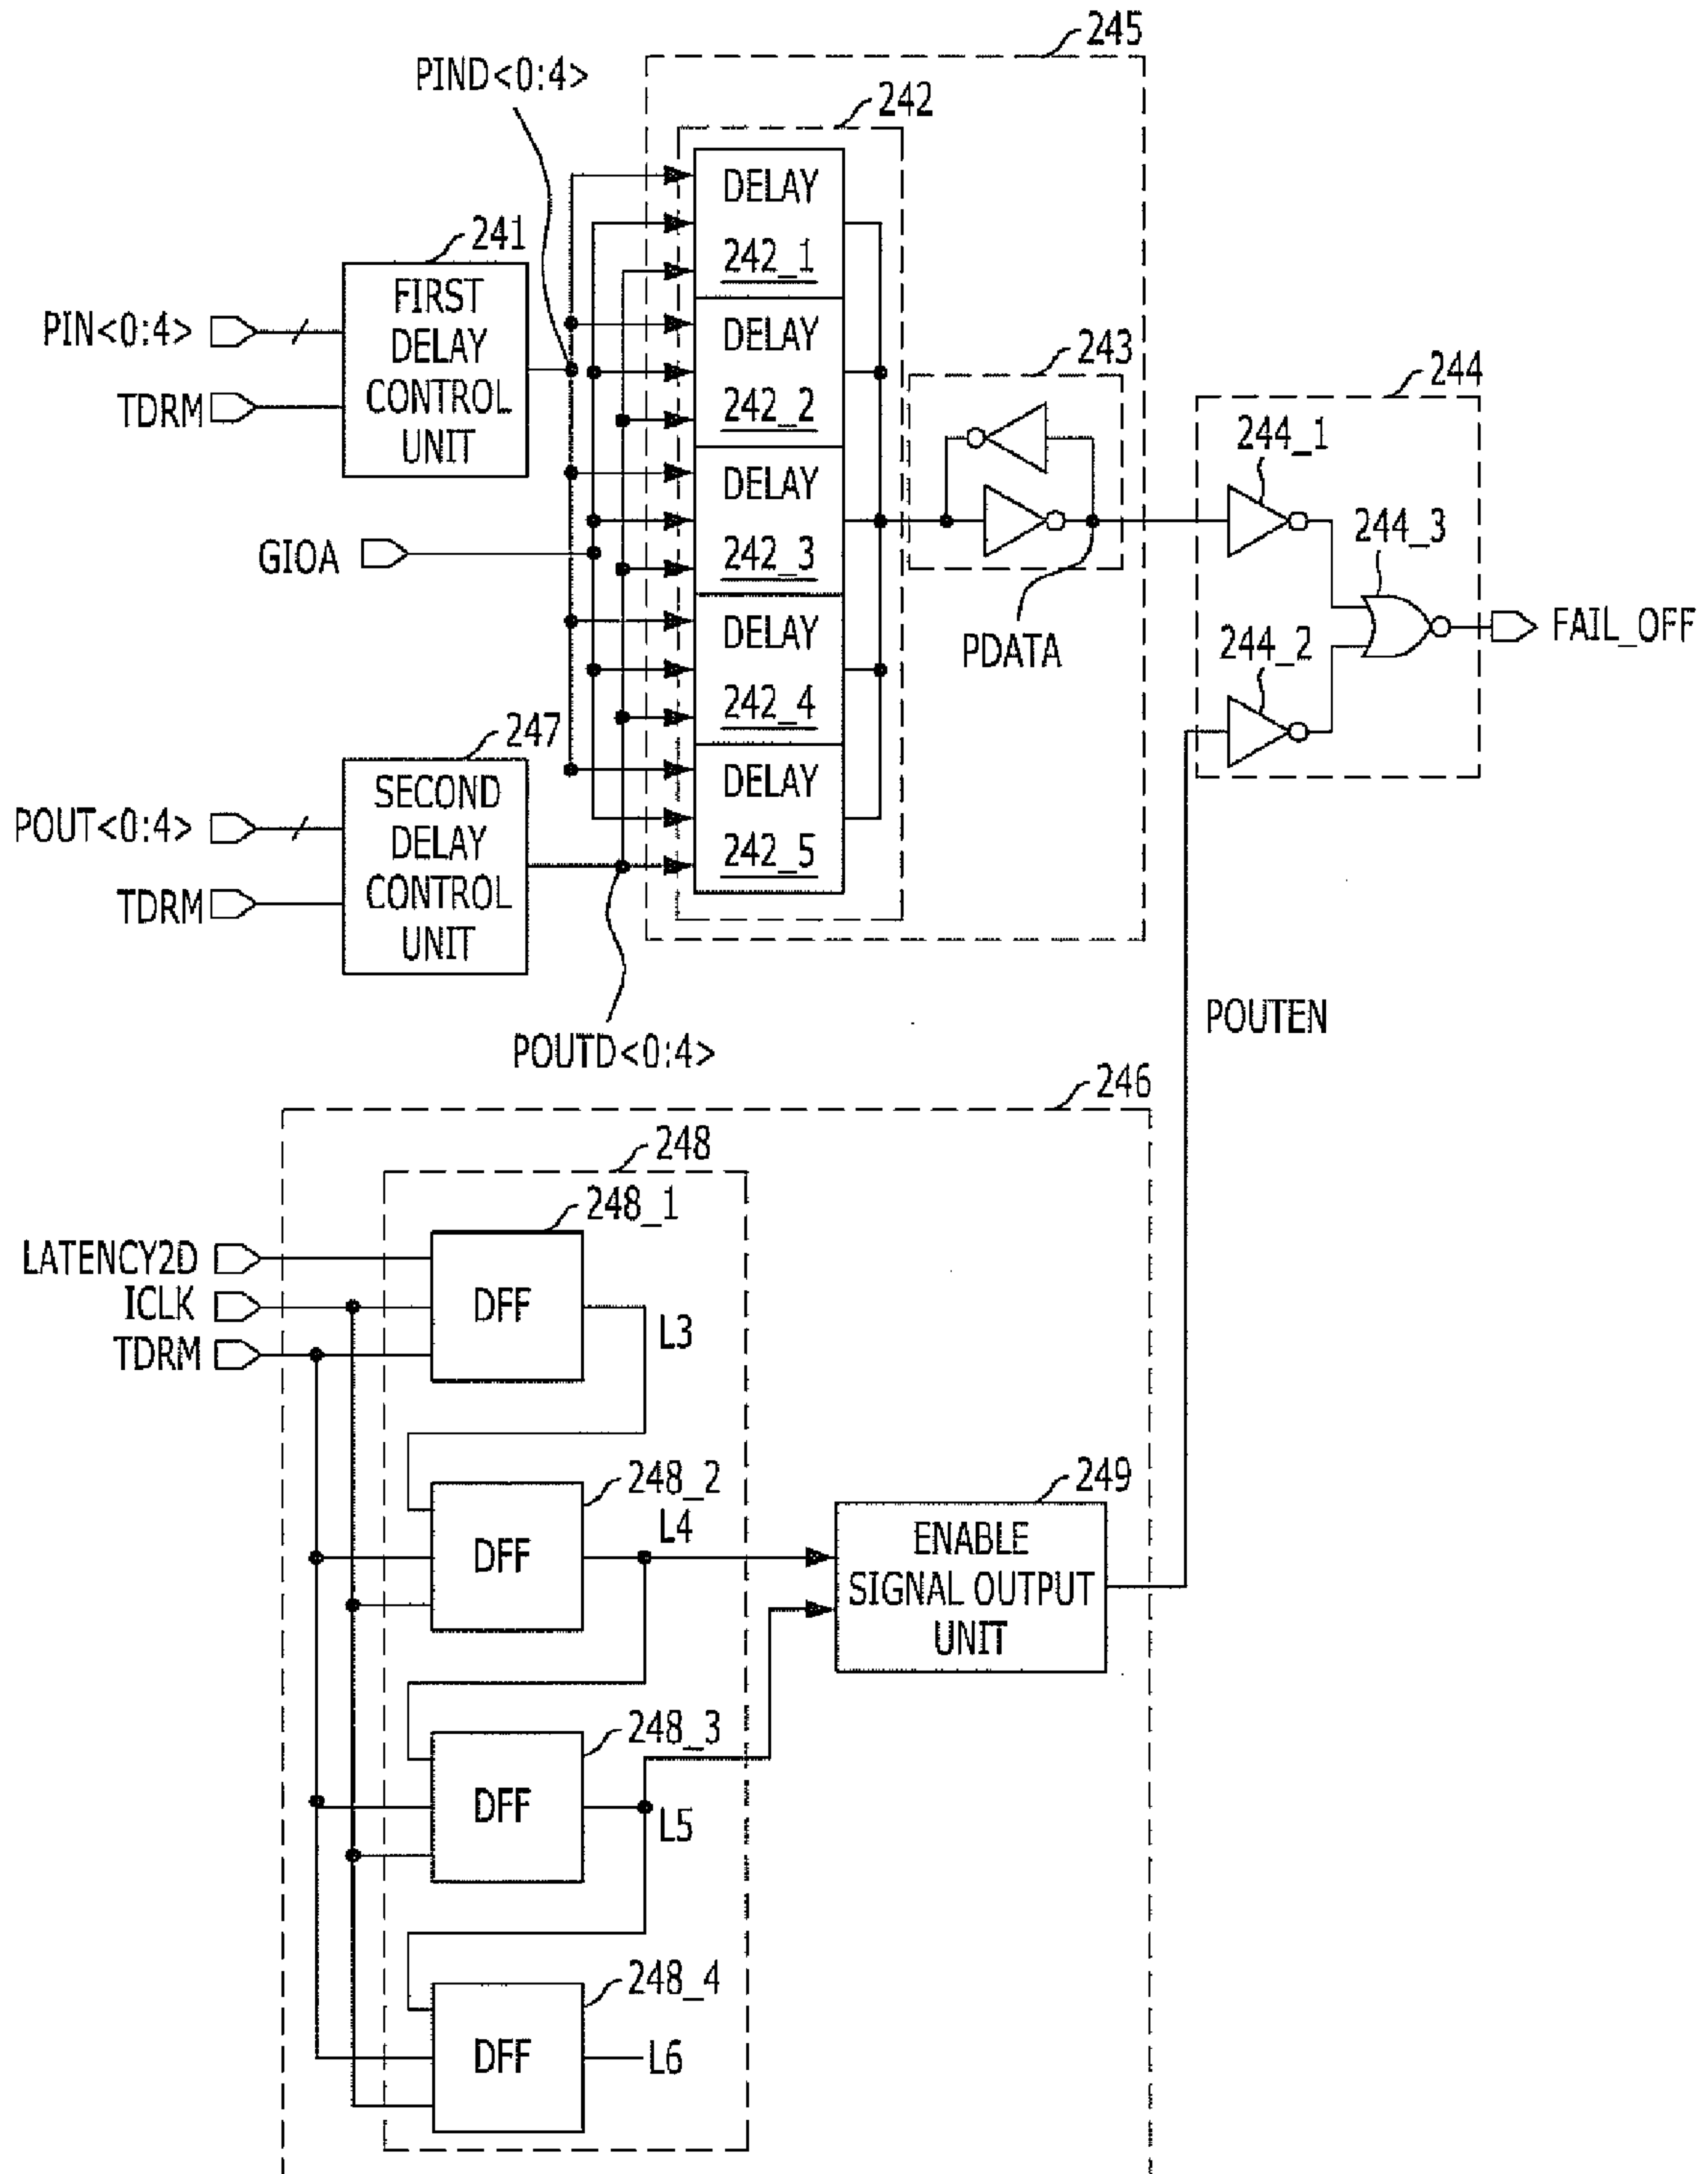 245
PIND<0:4>
242
DELAY
242_1
241
FIRST
DELAY
CONTROL
UNIT
PIN<0:4>
TDRM
DELAY
242_2
243
244
244_1
DELAY
242_3
244_3
GIOA
PDATA
FAIL_OFF
DELAY
242_4
244_2
247
SECOND
DELAY
CONTROL
UNIT
POUT<0:4>
TDRM
DELAY
242_5
POUTD<0:4>
POUTEN
246
248
248_1
LATENCY2D
ICLK
TDRM
DFF
L3
248_2
L4
DFF
249
ENABLE
SIGNAL OUTPUT
UNIT
248_3
DFF
L5
248_4
DFF
L6